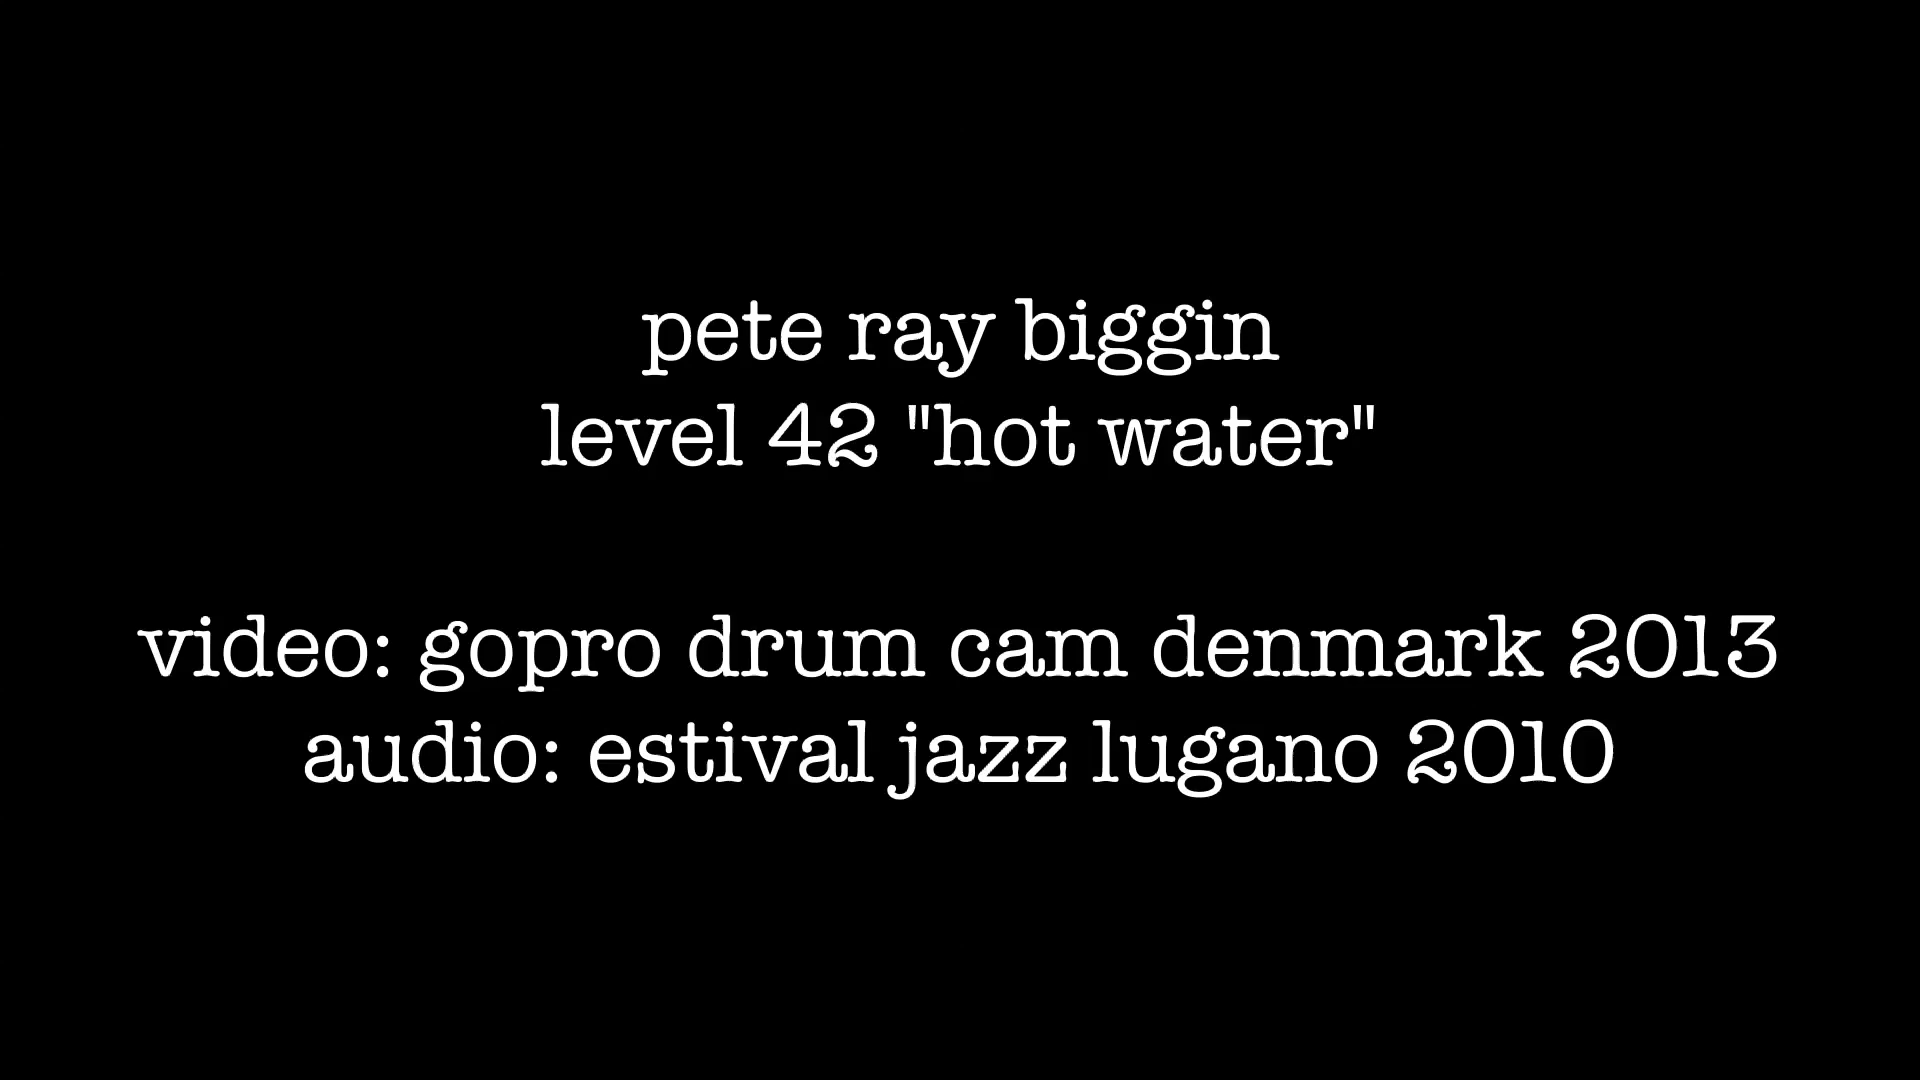 pete ray biggin
level 42 "hot water"
video: gopro drum cam denmark 2013
audio: estival jazz lugano 2010